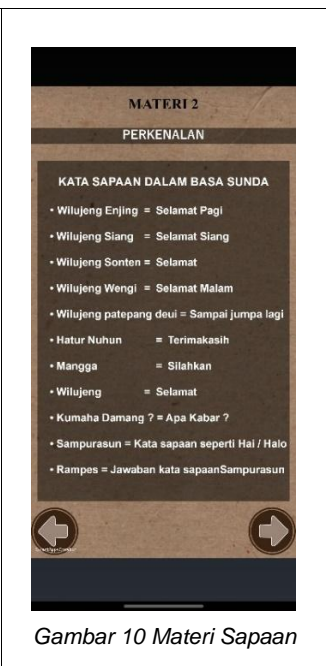 MATERI 2
PERKENALAN
KATA SAPAAN DALAM BASA SUNDA
• Wilujeng Enjing = Selamat Pagi
• Wilujeng Siang = Selamat Siang
• Wilujeng Sonten = Selamat
• Wilujeng Wengi = Selamat Malam
• Wilujeng patepang deui = Sampai jumpa lagi
• Hatur Nuhun = Terimakasih
• Mangga = Silahkan
• Wilujeng = Selamat
• Kumaha Damang ? = Apa Kabar ?
• Sampurasun = Kata sapaan seperti Hai / Halo
• Rampes = Jawaban kata sapaanSampurasun
Gambar 10 Materi Sapaan